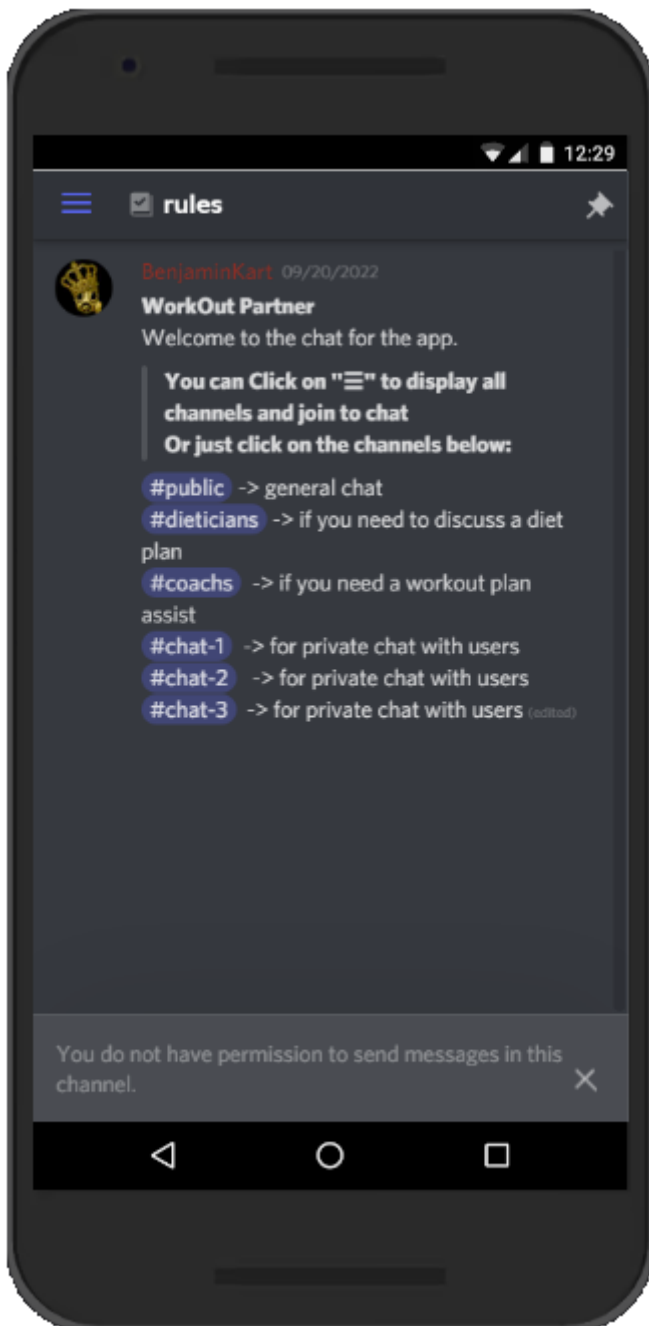 12:29
rules
BenjaminKart 09/20/2022
WorkOut Partner
Welcome to the chat for the app.
You can Click on "☰" to display all
channels and join to chat
Or just click on the channels below:
#public -> general chat
#dieticians -> if you need to discuss a diet
plan
#coachs -> if you need a workout plan
assist
#chat-1 -> for private chat with users
#chat-2 -> for private chat with users
#chat-3 -> for private chat with users (edited)
You do not have permission to send messages in this
channel.